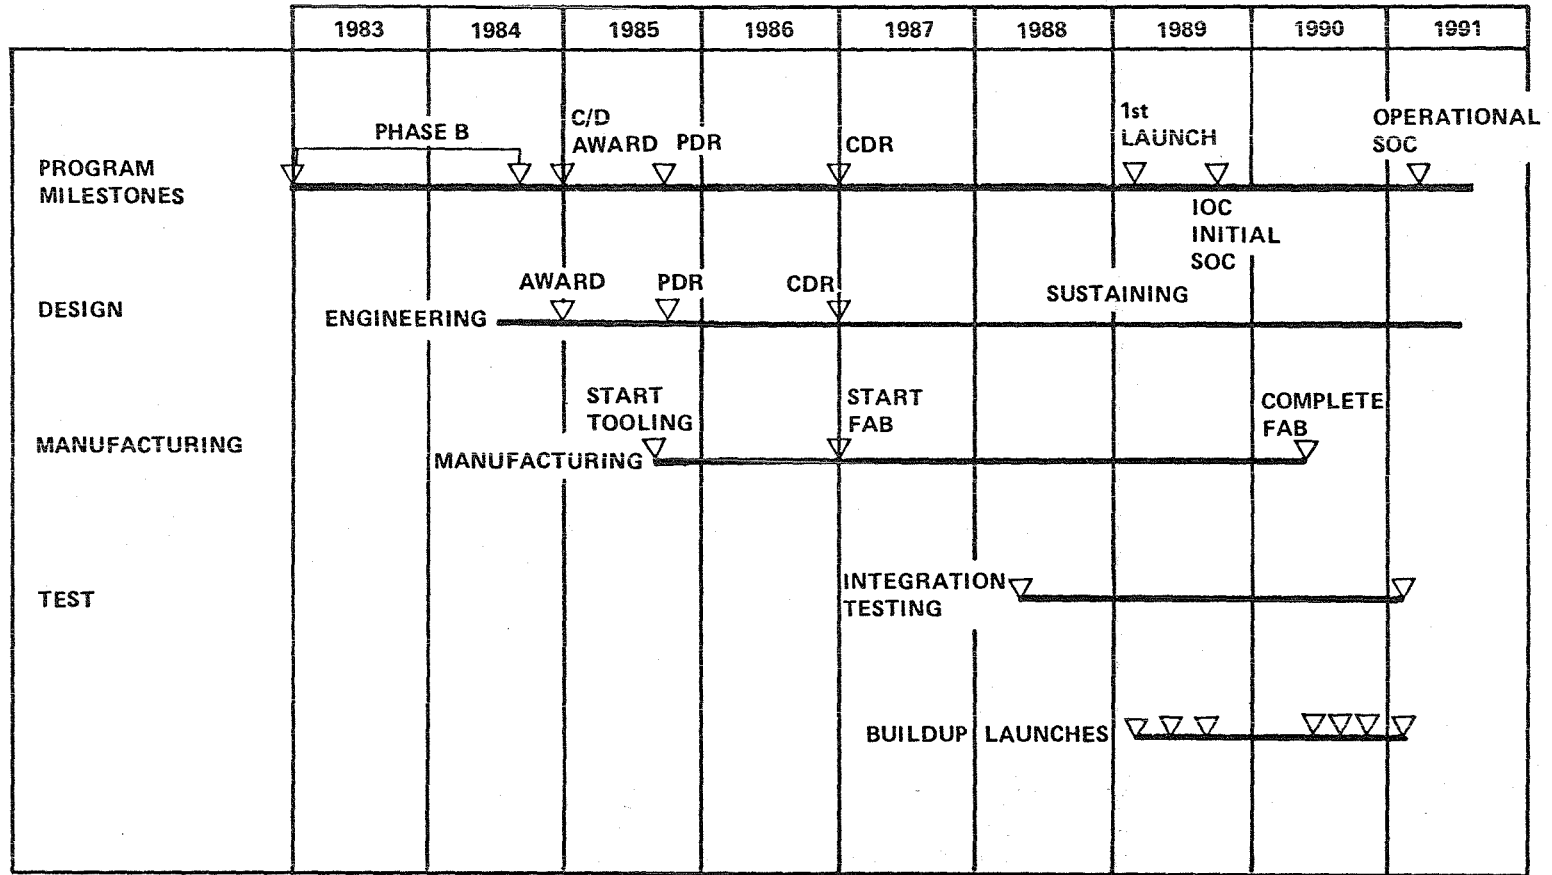 1983 1984 1985 1986 1987 1988 1989 1990 1991
PROGRAM
MILESTONES
PHASE B
C/D
AWARD
PDR
CDR
1st
LAUNCH
IOC
INITIAL
SOC
OPERATIONAL
SOC
DESIGN
ENGINEERING
AWARD
PDR
CDR
SUSTAINING
MANUFACTURING
MANUFACTURING
START
TOOLING
START
FAB
COMPLETE
FAB
TEST
INTEGRATION
TESTING
BUILDUP LAUNCHES